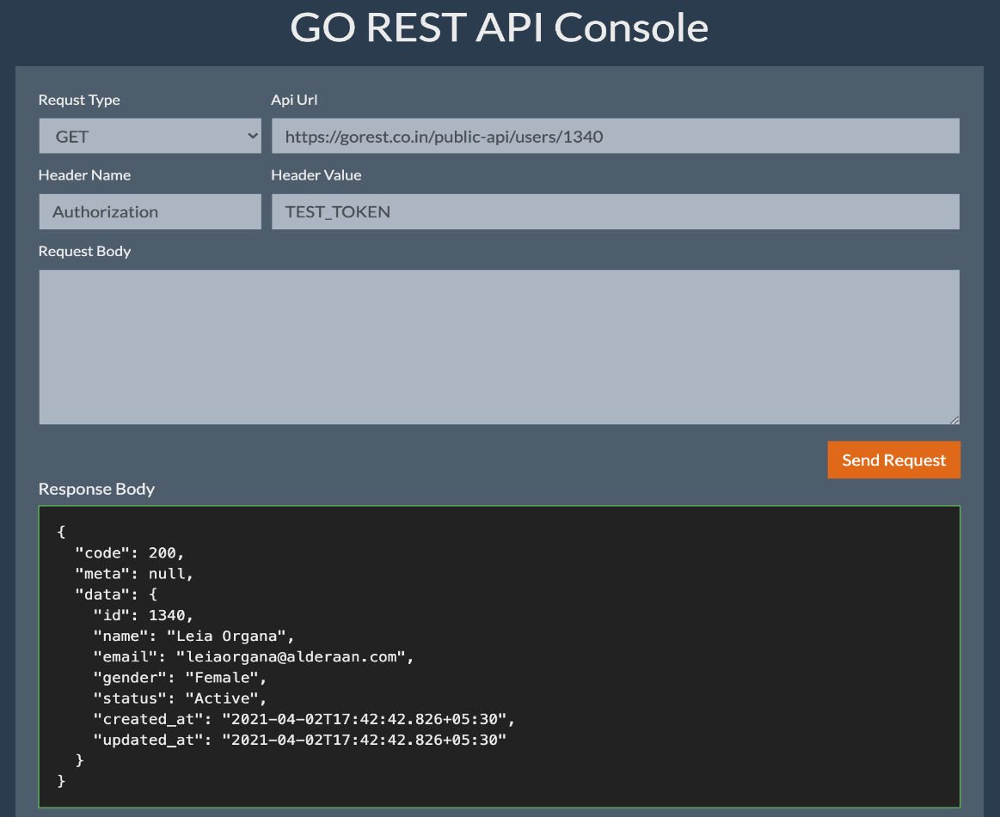 GO REST API Console
Requst Type
Api Url
GET
https://gorest.co.in/public-api/users/1340
Header Name
Header Value
Authorization
TEST_TOKEN
Request Body
Send Request
Response Body
{
  "code": 200,
  "meta": null,
  "data": {
    "id": 1340,
    "name": "Leia Organa",
    "email": "leiaorgana@alderaan.com",
    "gender": "Female",
    "status": "Active",
    "created_at": "2021-04-02T17:42:42.826+05:30",
    "updated_at": "2021-04-02T17:42:42.826+05:30"
  }
}